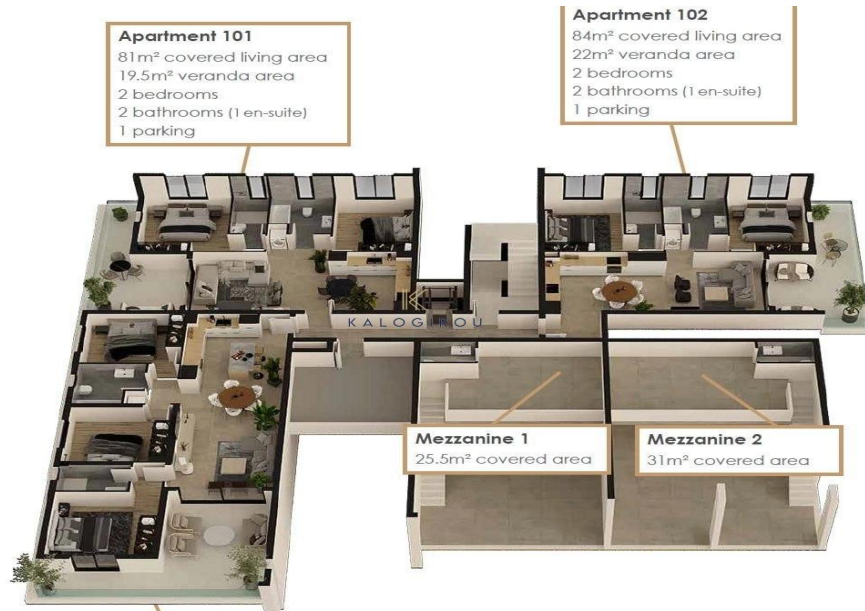 Apartment 101
81m² covered living area
19.5m² veranda area
2 bedrooms
2 bathrooms (1 en-suite)
1 parking
Apartment 102
84m² covered living area
22m² veranda area
2 bedrooms
2 bathrooms (1 en-suite)
1 parking
KALOGIROU
Mezzanine 1
25.5m² covered area
Mezzanine 2
31m² covered area